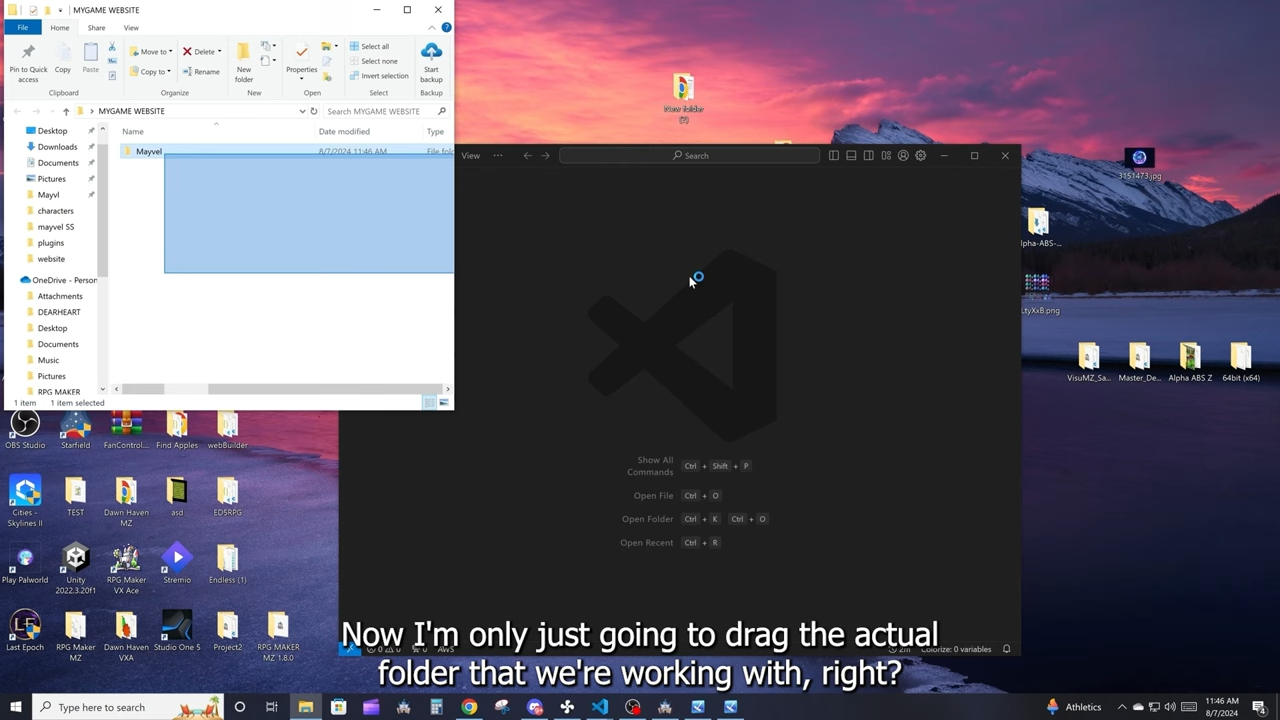 MYGAME WEBSITE
File Home Share View
Pin to Quick access
Copy
Paste
Move to
Copy to
Delete
Rename
New folder
Properties
Select all
Select none
Invert selection
Start backup
Clipboard Organize New Open Select Backup
MYGAME WEBSITE
Search MYGAME WEBSITE
Name Date modified Type
Mayvel 8/7/2024 11:46 AM File fold
Desktop
Downloads
Documents
Pictures
Mayvl
characters
mayvel SS
plugins
website
OneDrive - Person
Attachments
DEARHEART
Desktop
Documents
Music
Pictures
RPG MAKER
1 item 1 item selected
New folder (2)
View ··· Search
3151473.jpg
lpha-ABS-...
LtyXxB.png
VisuMZ_Sa... Master_De... Alpha ABS Z 64bit (x64)
Show All Commands Ctrl + Shift + P
Open File Ctrl + O
Open Folder Ctrl + K Ctrl + O
Open Recent Ctrl + R
OBS Studio Starfield FanControl.... Find Apples webBuilder
Cities - Skylines II TEST Dawn Haven MZ asd ED5RPG
Play Palworld Unity 2022.3.20f1 RPG Maker VX Ace Stremio Endless (1)
Last Epoch RPG Maker MZ Dawn Haven VXA Studio One 5 Project2 RPG MAKER MZ 1.8.0
0 0 0 AWS 2m Colorize: 0 variables
Now I'm only just going to drag the actual
folder that we're working with, right?
Type here to search
Athletics
11:46 AM
8/7/2024